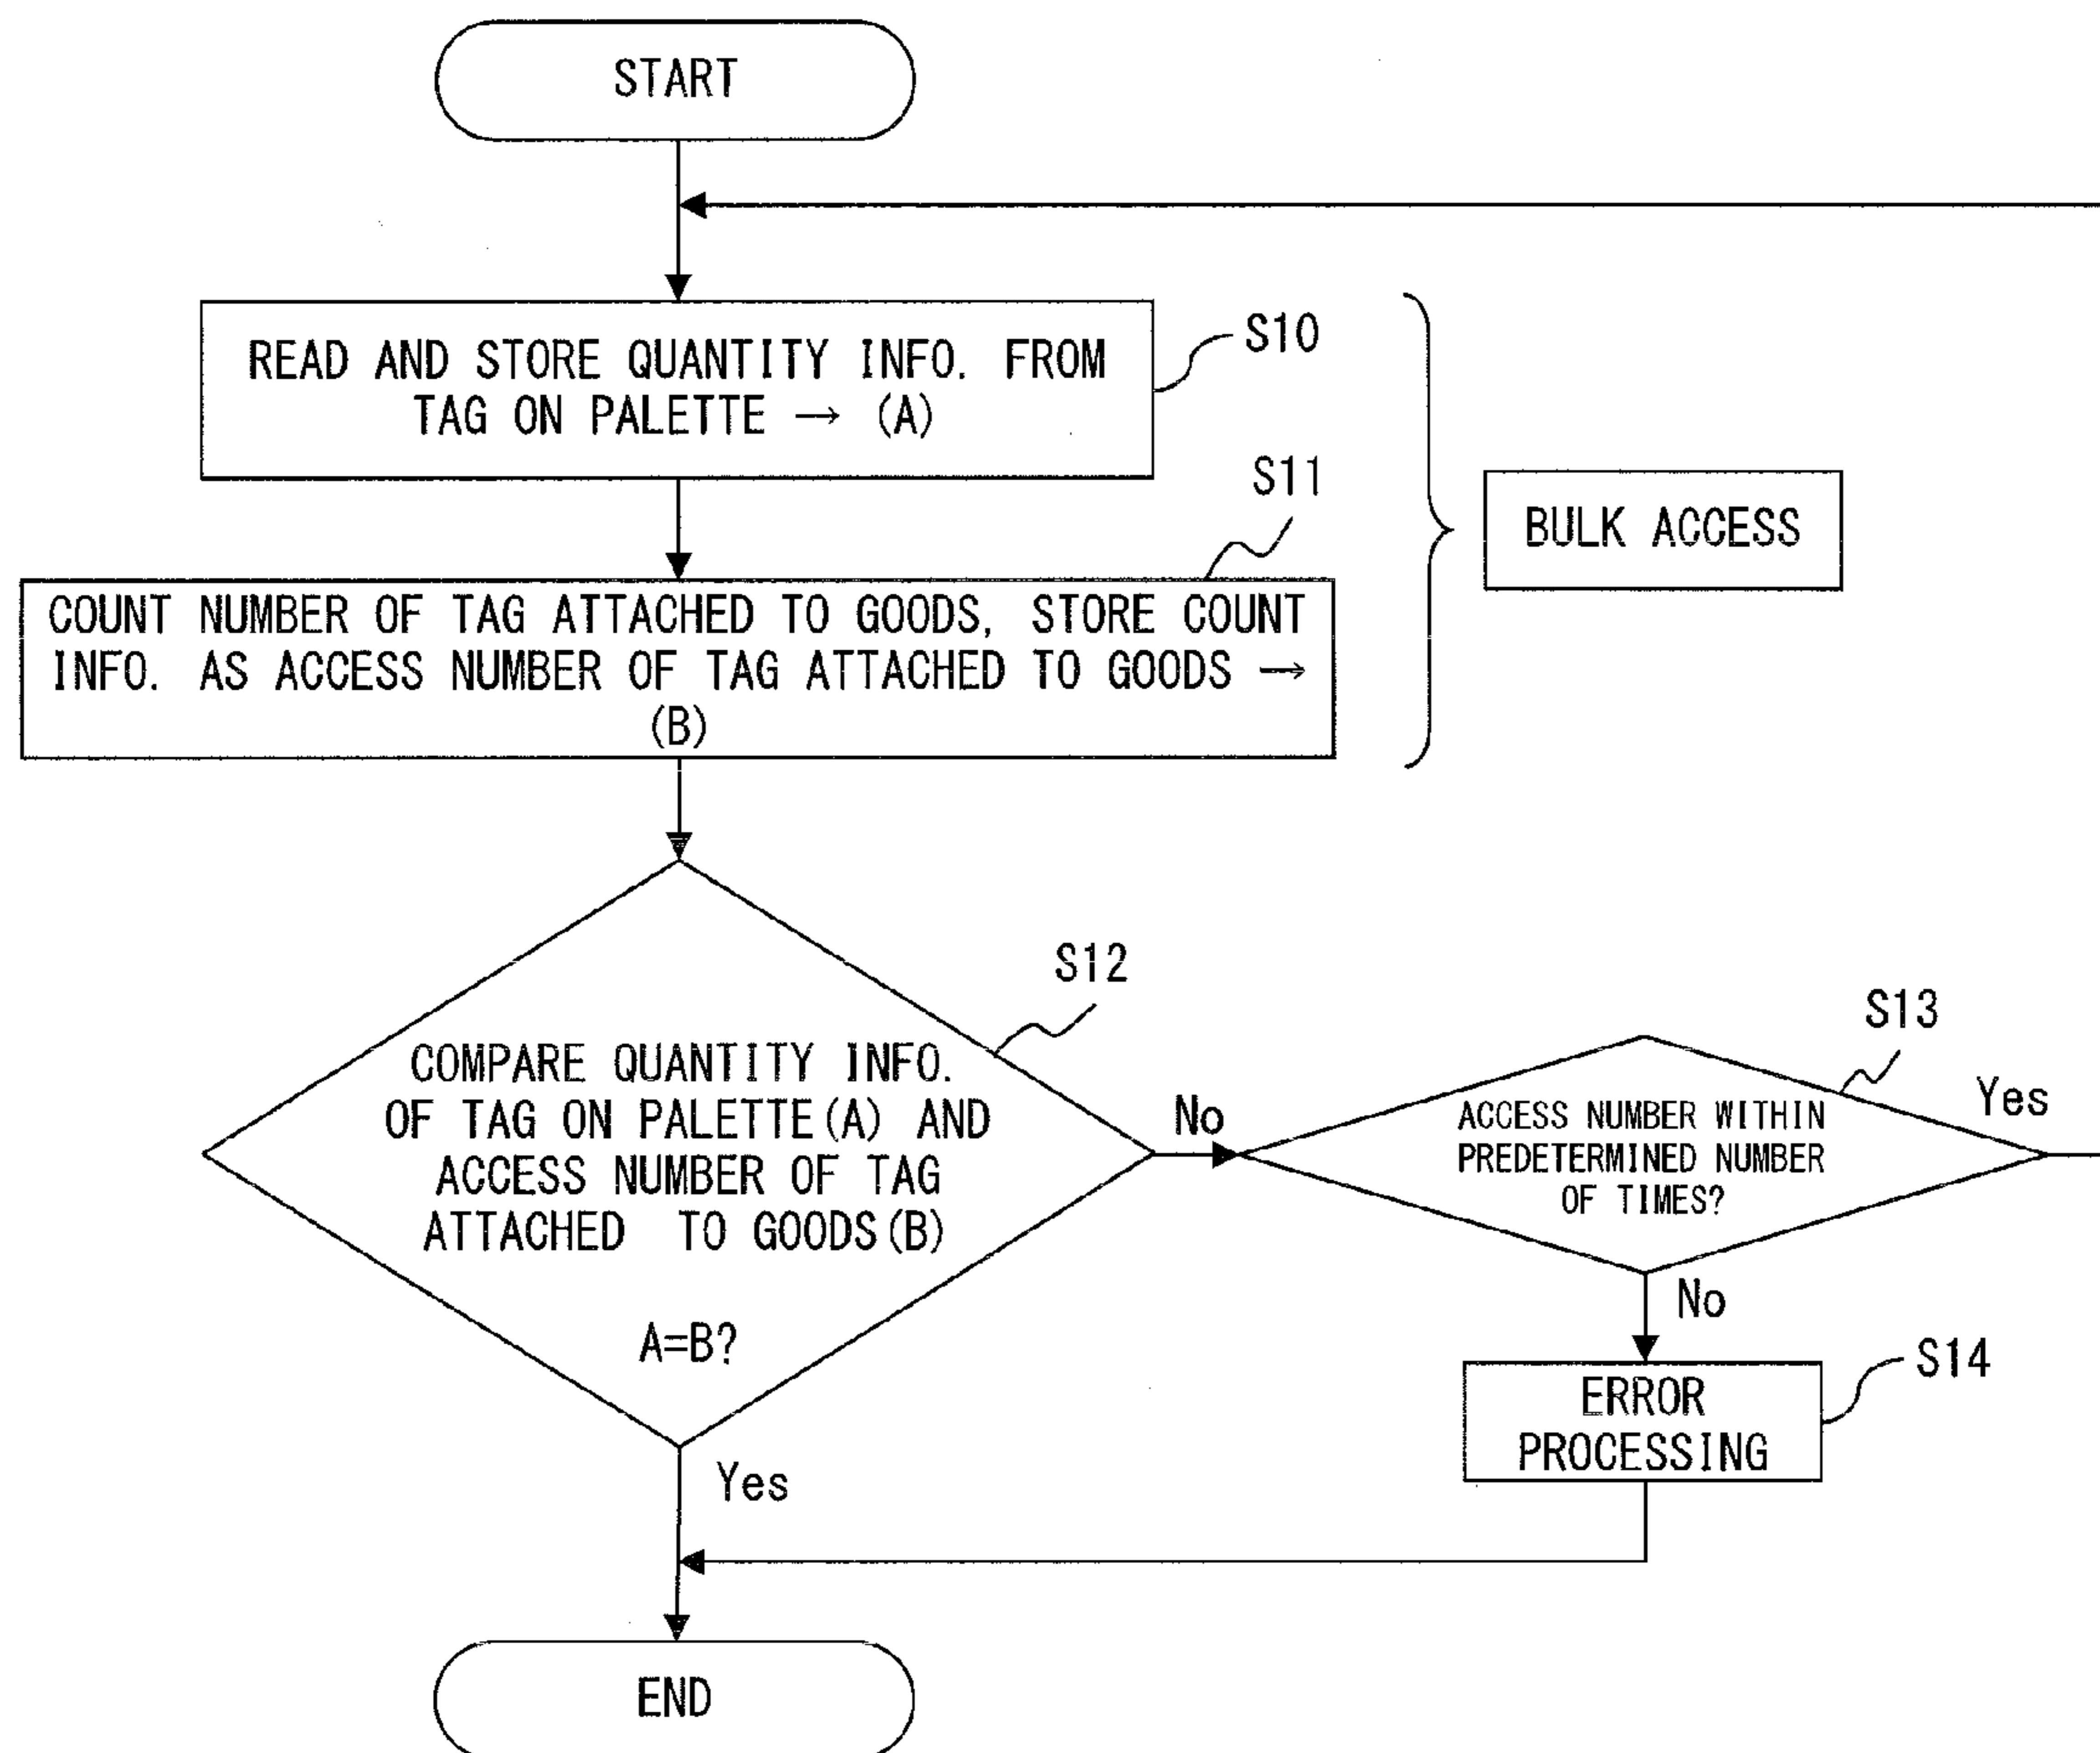 START
READ AND STORE QUANTITY INFO. FROM
TAG ON PALETTE → (A)
S10
S11
BULK ACCESS
COUNT NUMBER OF TAG ATTACHED TO GOODS, STORE COUNT
INFO. AS ACCESS NUMBER OF TAG ATTACHED TO GOODS →
(B)
S12
COMPARE QUANTITY INFO.
OF TAG ON PALETTE(A) AND
ACCESS NUMBER OF TAG
ATTACHED TO GOODS(B)
A=B?
No
S13
Yes
ACCESS NUMBER WITHIN
PREDETERMINED NUMBER
OF TIMES?
No
S14
ERROR
PROCESSING
Yes
END